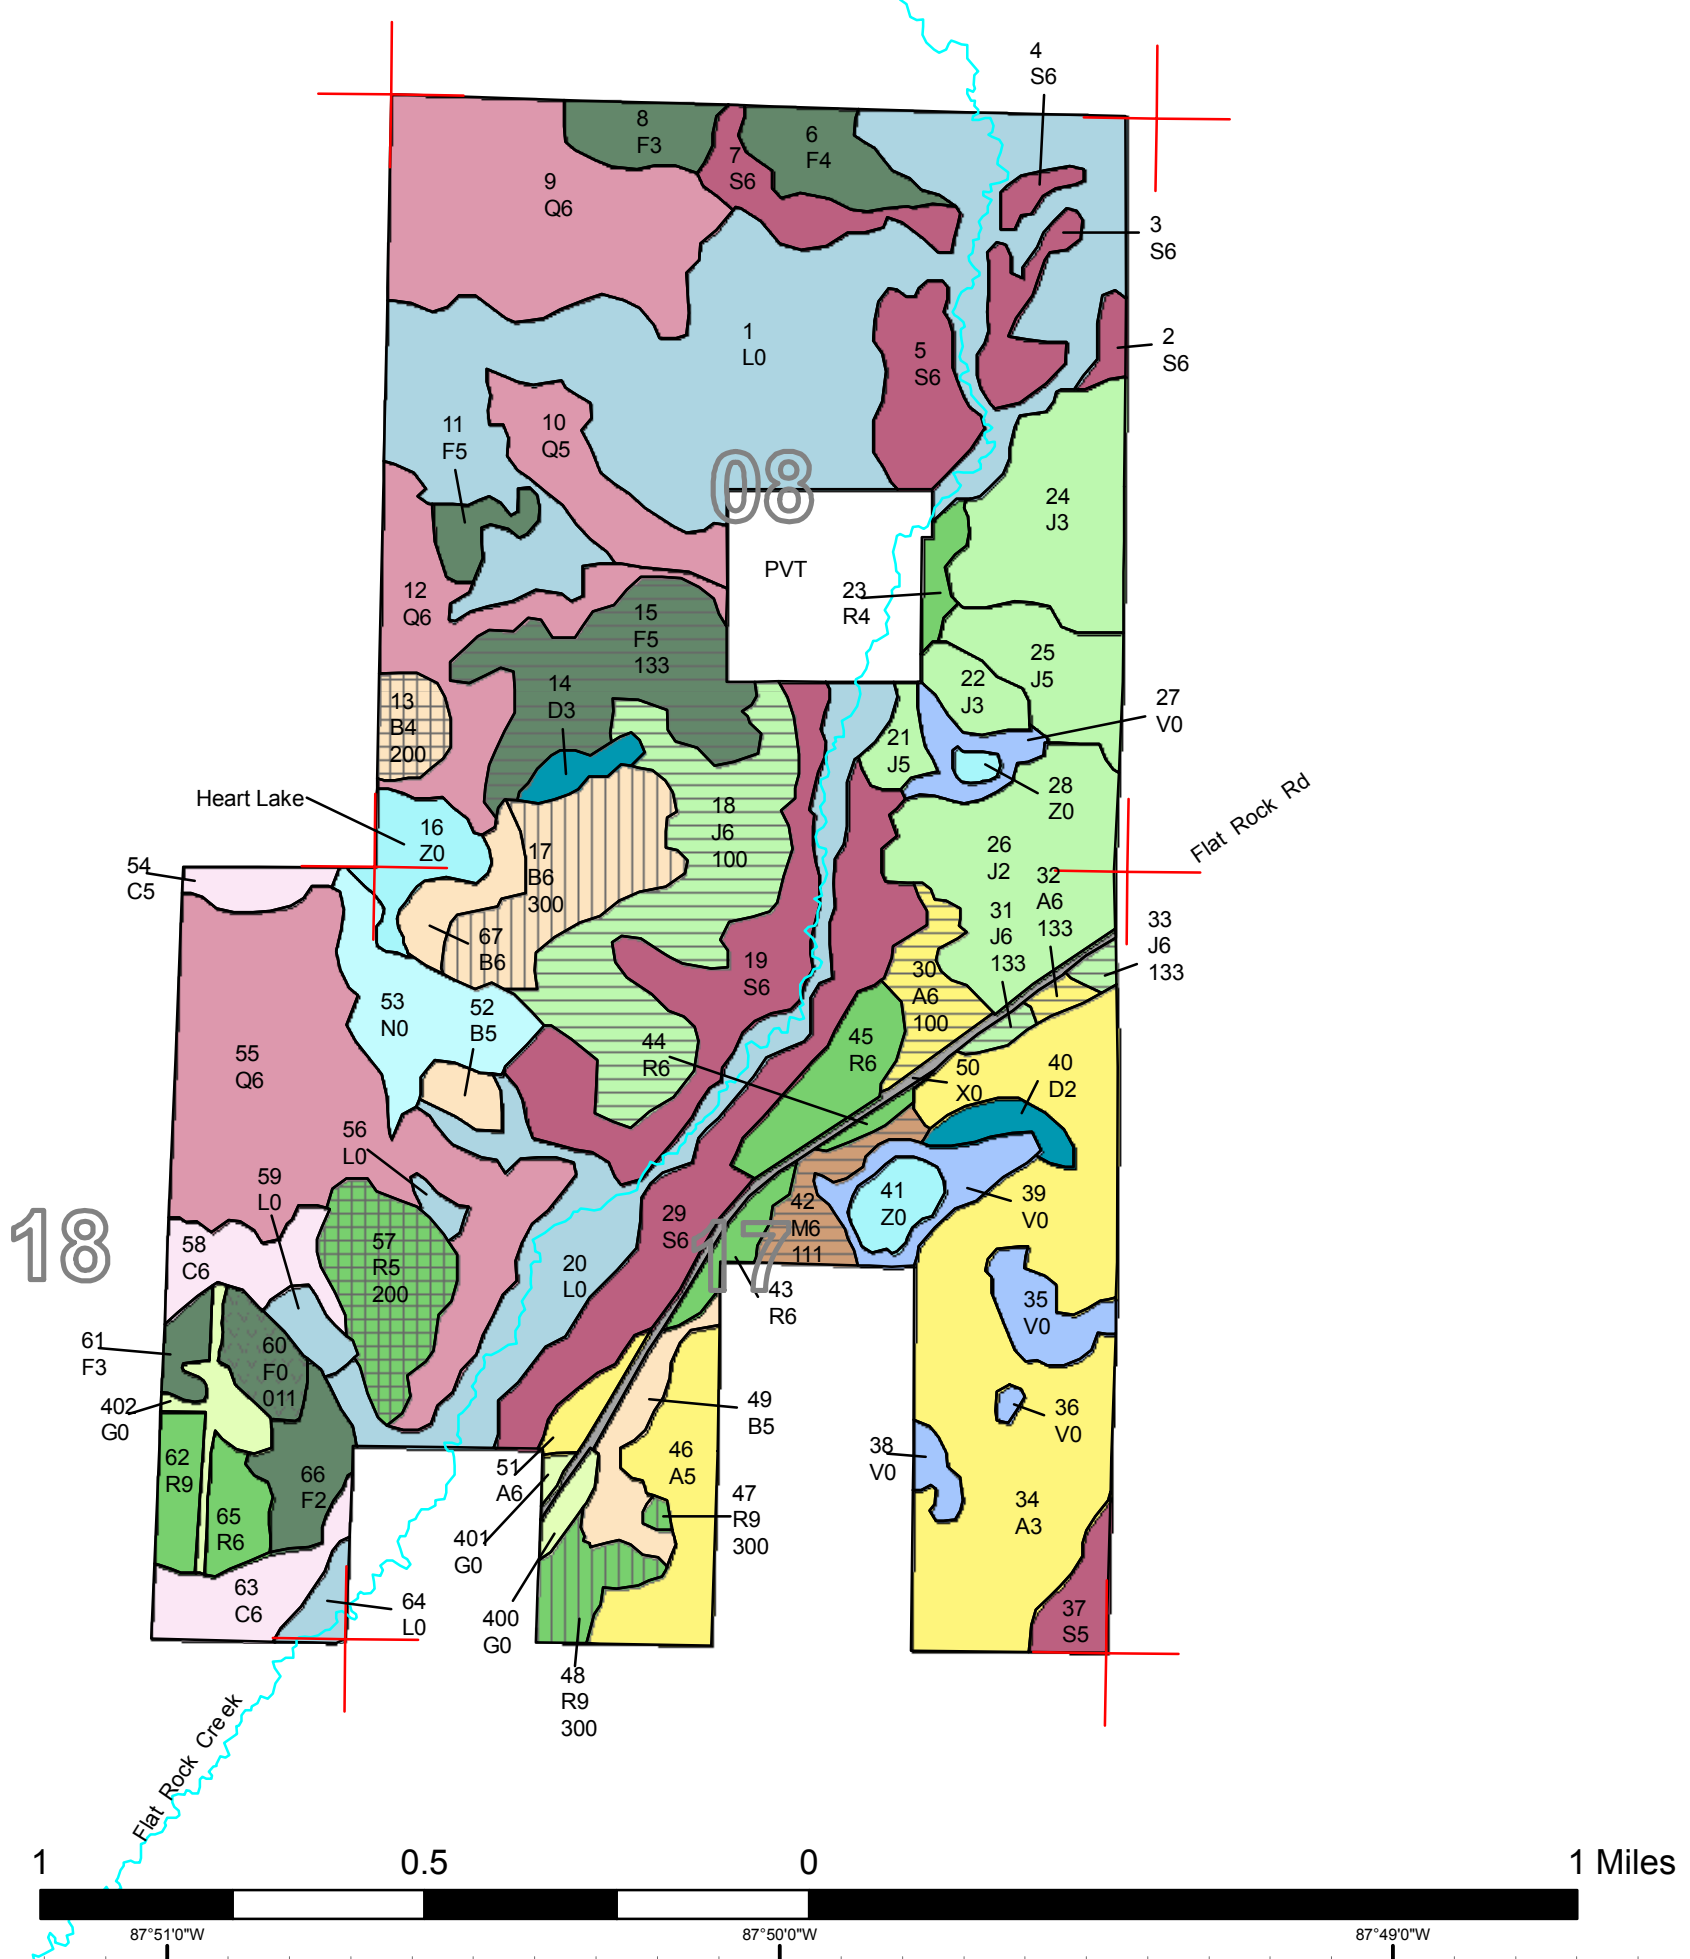 4
S6
8
F3
6
F4
7
S6
9
Q6
3
S6
1
L0
2
S6
5
S6
10
Q5
11
F5
08
24
J3
PVT
12
Q6
23
R4
15
F5
133
25
J5
22
J3
14
D3
27
V0
13
B4
200
21
J5
28
Z0
Heart Lake
18
J6
100
16
Z0
Flat Rock Rd
17
B6
300
26
J2
54
C5
32
A6
133
31
J6
133
33
J6
133
67
B6
19
S6
30
A6
100
53
N0
52
B5
55
Q6
44
R6
45
R6
50
X0
40
D2
56
L0
59
L0
41
Z0
39
V0
42
M6
111
18
29
S6
17
58
C6
57
R5
200
20
L0
43
R6
35
V0
61
F3
60
F0
011
402
G0
49
B5
36
V0
38
V0
62
R9
51
A6
46
A5
66
F2
47
R9
300
34
A3
65
R6
401
G0
63
C6
64
L0
400
G0
37
S5
48
R9
300
Flat Rock Creek
1 0.5 0 1 Miles
87°51'0"W 87°50'0"W 87°49'0"W